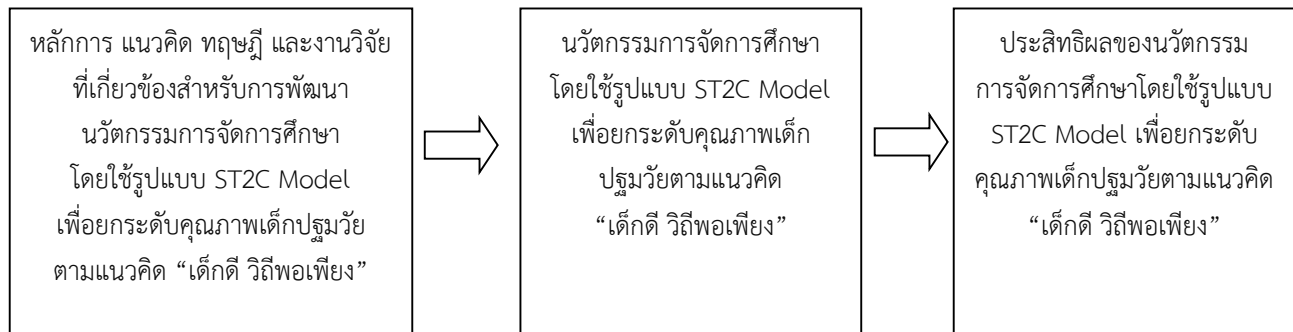 หลักการ แนวคิด ทฤษฎี และงานวิจัย
ที่เกี่ยวข้องสำหรับการพัฒนา
นวัตกรรมการจัดการศึกษา
โดยใช้รูปแบบ ST2C Model
เพื่อยกระดับคุณภาพเด็กปฐมวัย
ตามแนวคิด “เด็กดี วิถีพอเพียง”
นวัตกรรมการจัดการศึกษา
โดยใช้รูปแบบ ST2C Model
เพื่อยกระดับคุณภาพเด็ก
ปฐมวัยตามแนวคิด
“เด็กดี วิถีพอเพียง”
ประสิทธิผลของนวัตกรรม
การจัดการศึกษาโดยใช้รูปแบบ
ST2C Model เพื่อยกระดับ
คุณภาพเด็กปฐมวัยตามแนวคิด
“เด็กดี วิถีพอเพียง”